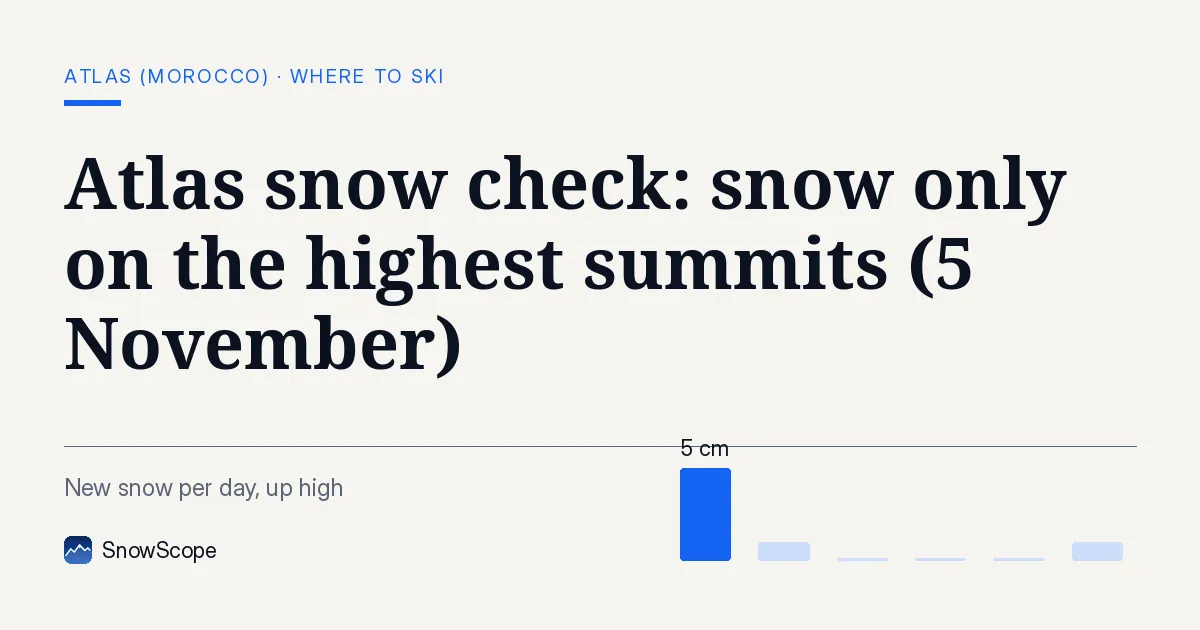 ATLAS (MOROCCO) · WHERE TO SKI
Atlas snow check: snow only
on the highest summits (5
November)
5 cm
New snow per day, up high
SnowScope